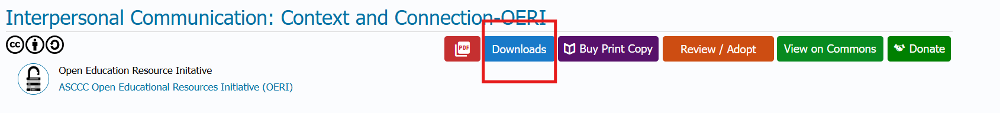 Interpersonal Communication: Context and Connection-OERI
cc
PDF
Downloads
Buy Print Copy
Review / Adopt
View on Commons
Donate
Open Education Resource Initative
ASCCC Open Educational Resources Initiative (OERI)